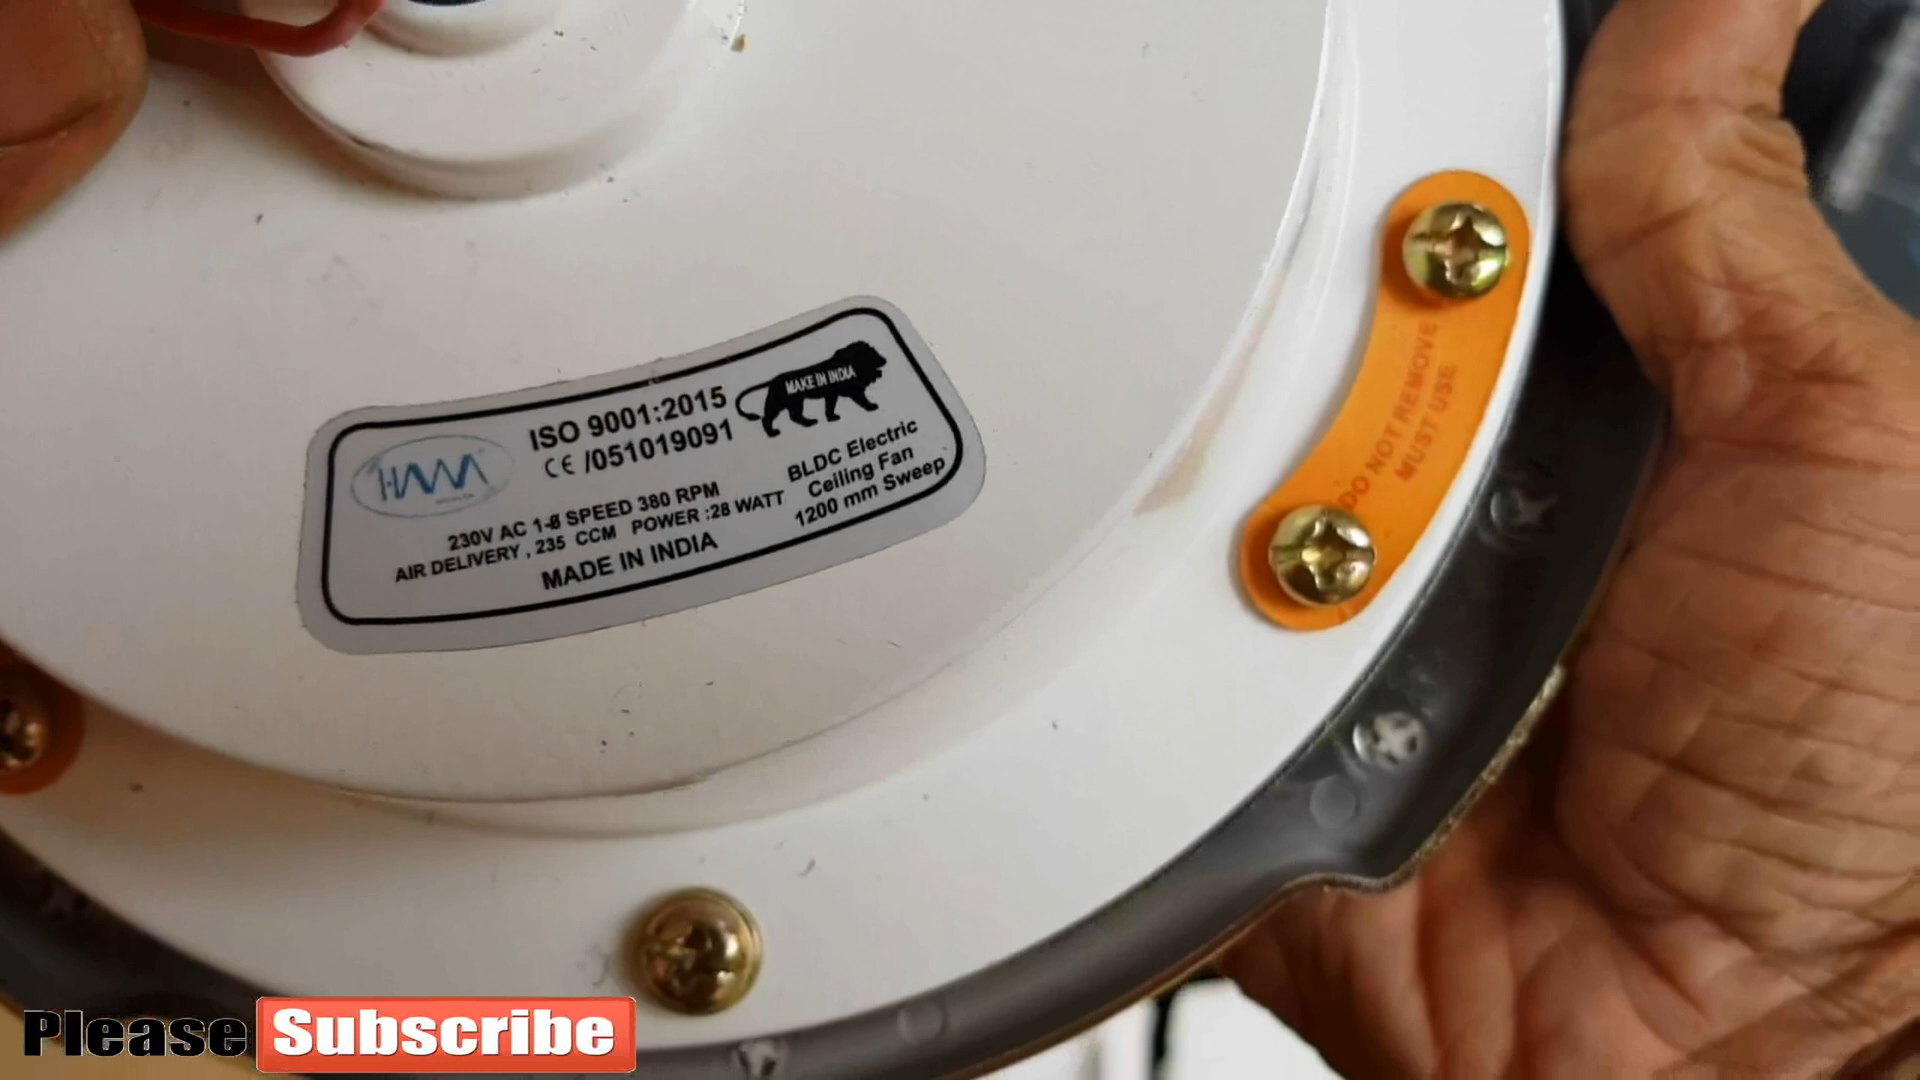 HAWA
ISO 9001:2015
CE /051019091
MAKE IN INDIA
BLDC Electric
Ceiling Fan
1200 mm Sweep
230V AC 1-Ø SPEED 380 RPM
AIR DELIVERY , 235 CCM POWER :28 WATT
MADE IN INDIA
DO NOT REMOVE
MUST USE
Please Subscribe